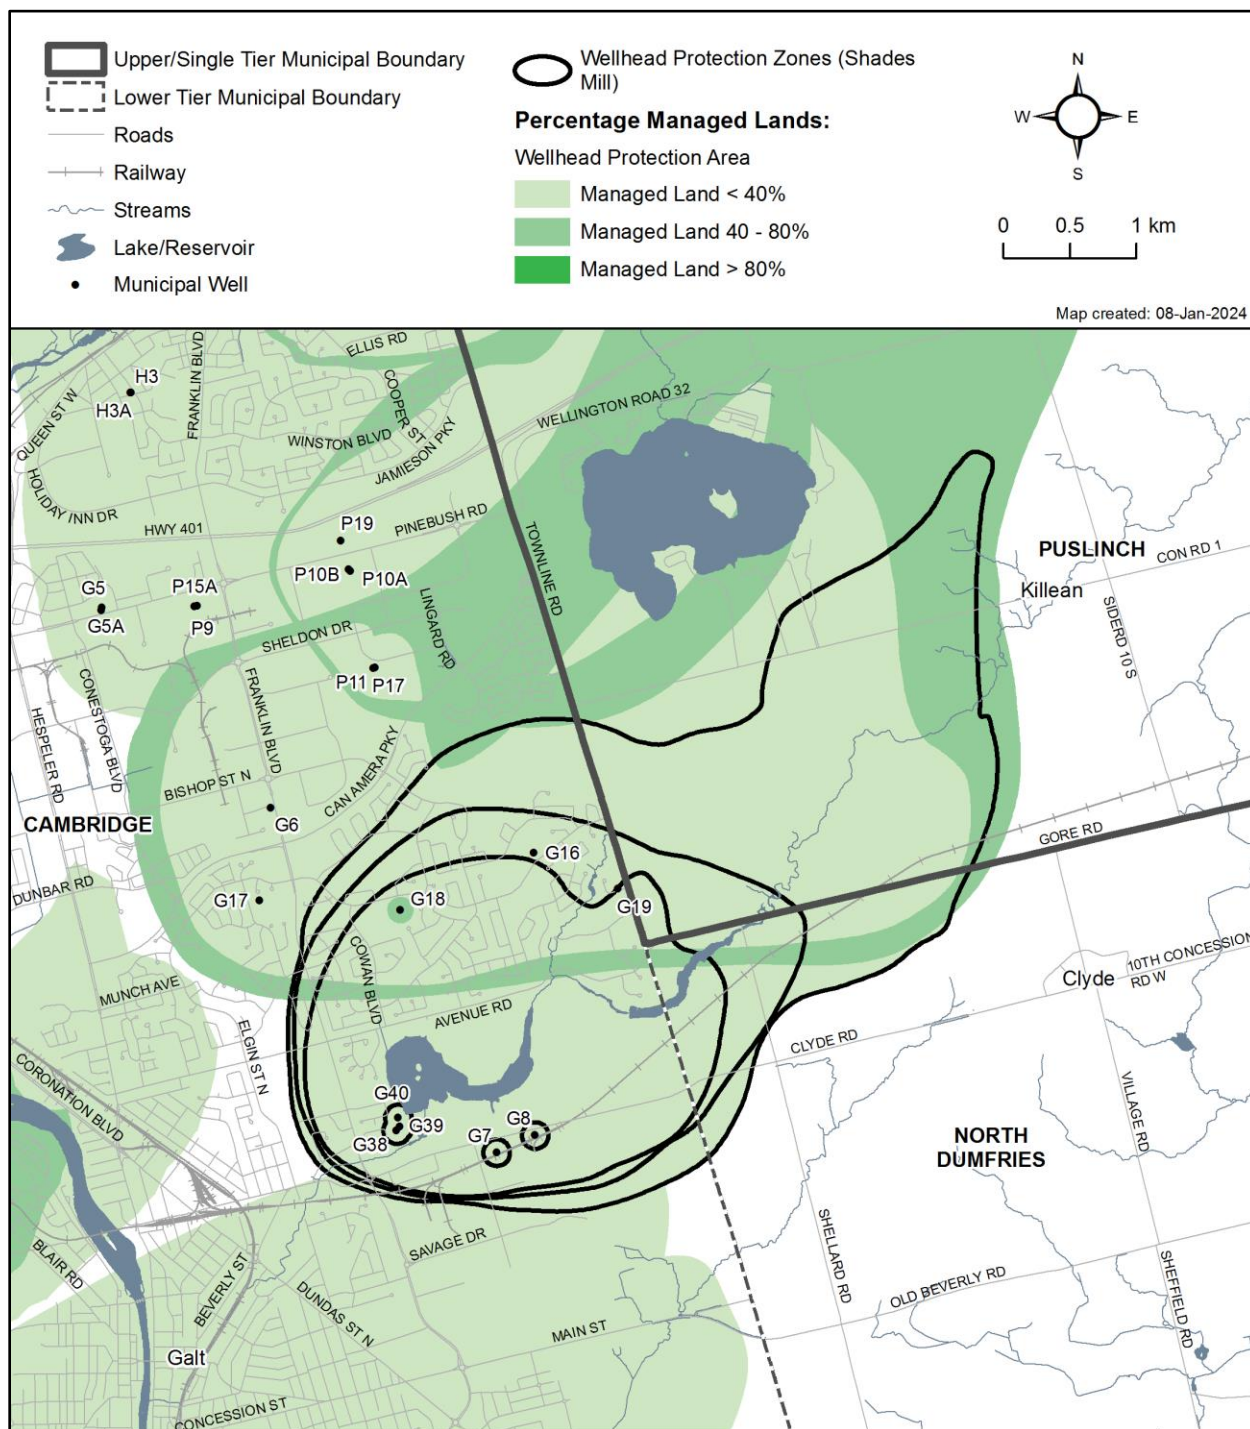 Upper/Single Tier Municipal Boundary
Lower Tier Municipal Boundary
Roads
Railway
Streams
Lake/Reservoir
Municipal Well
Wellhead Protection Zones (Shades
Mill)
Percentage Managed Lands:
Wellhead Protection Area
Managed Land < 40%
Managed Land 40 - 80%
Managed Land > 80%
N
W
E
S
0
0.5
1 km
Map created: 08-Jan-2024
ELLIS RD
FRANKLIN BLVD
H3
H3A
QUEEN ST W
COOPER ST
WELLINGTON ROAD 32
WINSTON BLVD
JAMIESON PKY
HOLIDAY INN DR
HWY 401
PINEBUSH RD
P19
TOWNLINE RD
PUSLINCH
CON RD 1
P10B
P10A
G5
P15A
Killean
G5A
P9
LINGARD RD
SIDERD 10 S
SHELDON DR
P11
P17
CONESTOGA BLVD
FRANKLIN BLVD
HESPELER RD
CAN AMERA PKY
BISHOP ST N
CAMBRIDGE
G6
GORE RD
G16
DUNBAR RD
G17
G18
G19
COWAN BLVD
10TH CONCESSION
RD W
Clyde
MUNCH AVE
AVENUE RD
ELGIN ST N
CLYDE RD
CORONATION BLVD
G40
G39
G38
G7
G8
VILLAGE RD
NORTH
DUMFRIES
SAVAGE DR
SHELLARD RD
BLAIR RD
BEVERLY ST
DUNDAS ST N
OLD BEVERLY RD
SHEFFIELD RD
MAIN ST
Galt
CONCESSION ST